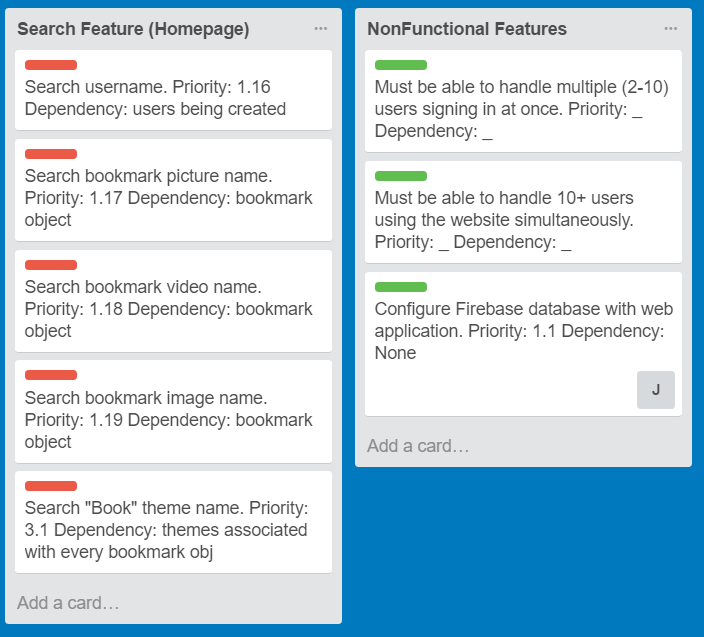 Search Feature (Homepage) ...
Search username. Priority: 1.16
Dependency: users being created
Search bookmark picture name.
Priority: 1.17 Dependency: bookmark
object
Search bookmark video name.
Priority: 1.18 Dependency: bookmark
object
Search bookmark image name.
Priority: 1.19 Dependency: bookmark
object
Search "Book" theme name. Priority:
3.1 Dependency: themes associated
with every bookmark obj
Add a card…
NonFunctional Features ...
Must be able to handle multiple (2-10)
users signing in at once. Priority: _
Dependency: _
Must be able to handle 10+ users
using the website simultaneously.
Priority: _ Dependency: _
Configure Firebase database with web
application. Priority: 1.1 Dependency:
None
J
Add a card…